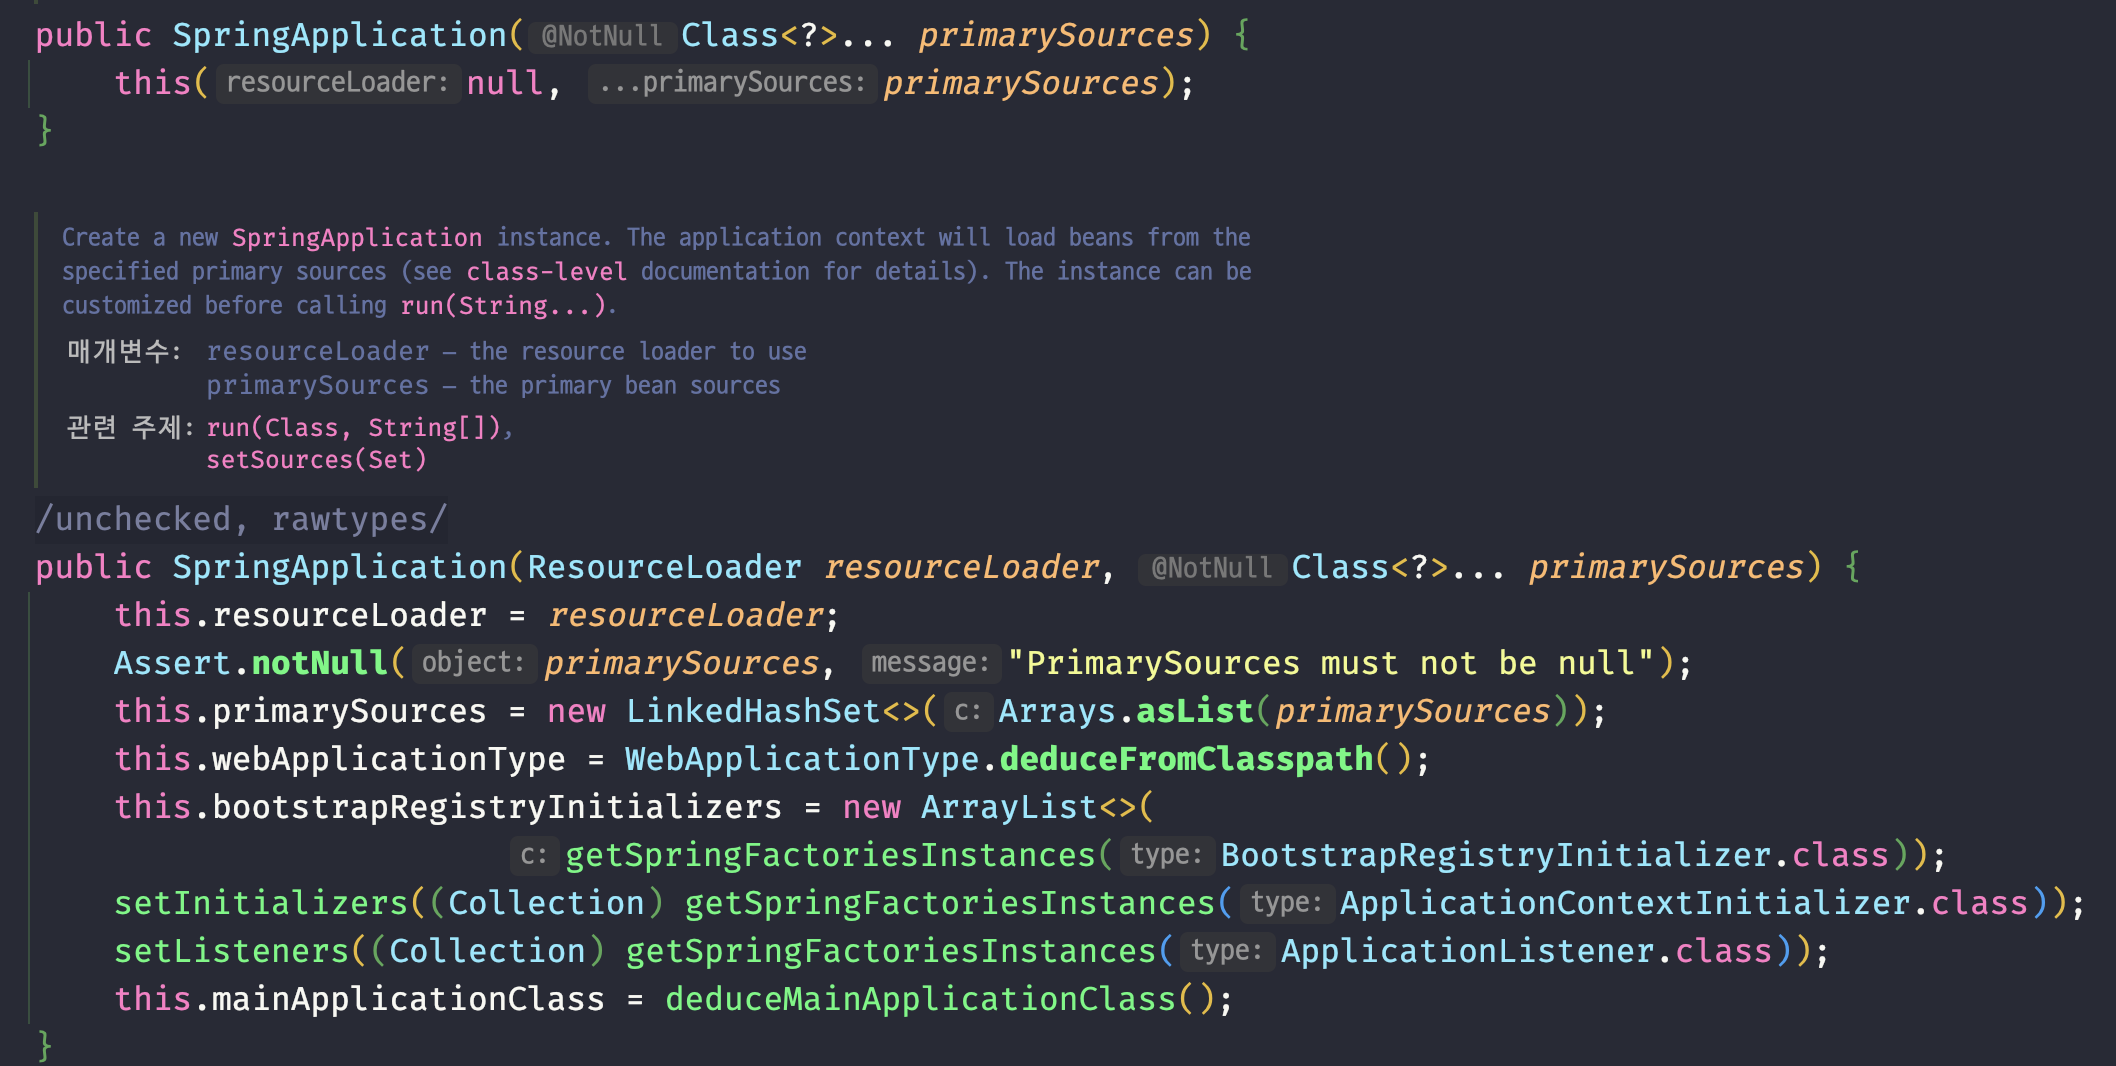 public SpringApplication( @NotNull Class<?>... primarySources) {
    this( resourceLoader: null, ...primarySources: primarySources);
}
Create a new SpringApplication instance. The application context will load beans from the
specified primary sources (see class-level documentation for details). The instance can be
customized before calling run(String...).
매개변수: resourceLoader – the resource loader to use
primarySources – the primary bean sources
관련 주제: run(Class, String[]),
setSources(Set)
/unchecked, rawtypes/
public SpringApplication(ResourceLoader resourceLoader, @NotNull Class<?>... primarySources) {
    this.resourceLoader = resourceLoader;
    Assert.notNull( object: primarySources, message: "PrimarySources must not be null");
    this.primarySources = new LinkedHashSet<>( c: Arrays.asList(primarySources));
    this.webApplicationType = WebApplicationType.deduceFromClasspath();
    this.bootstrapRegistryInitializers = new ArrayList<>(
                        c: getSpringFactoriesInstances( type: BootstrapRegistryInitializer.class));
    setInitializers((Collection) getSpringFactoriesInstances( type: ApplicationContextInitializer.class));
    setListeners((Collection) getSpringFactoriesInstances( type: ApplicationListener.class));
    this.mainApplicationClass = deduceMainApplicationClass();
}